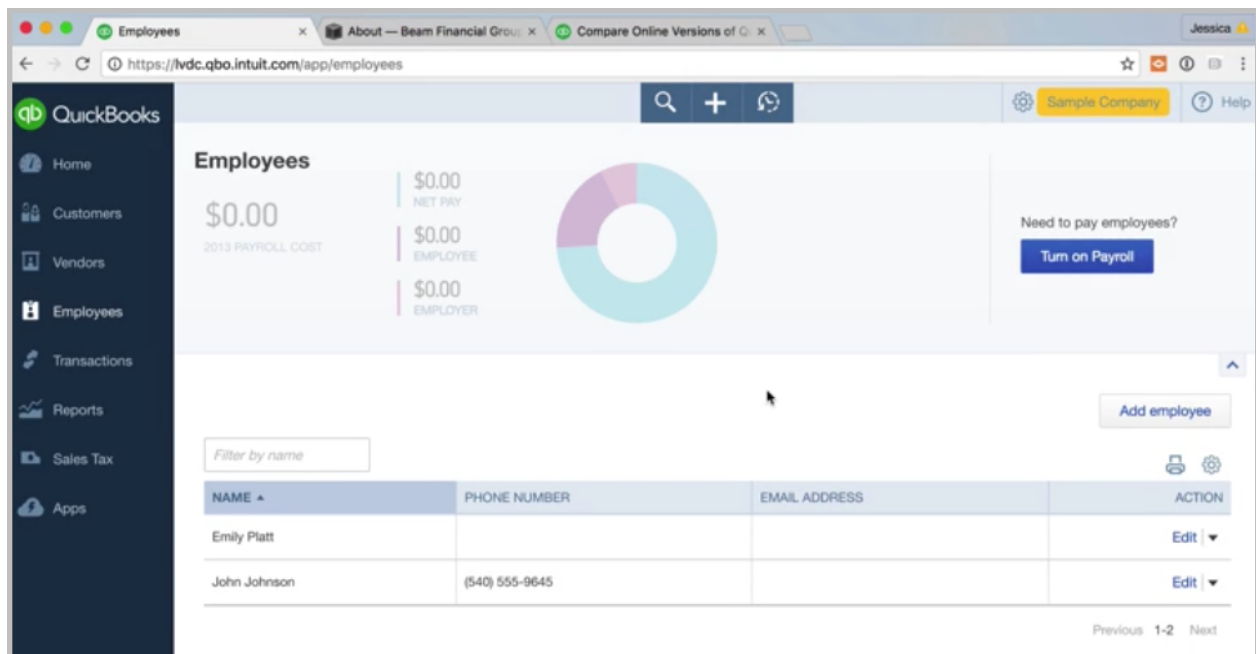 Employees
About — Beam Financial Group
Compare Online Versions of Q
Jessica
https://lvdc.qbo.intuit.com/app/employees
qb QuickBooks
Sample Company
Help
Home
Customers
Vendors
Employees
Transactions
Reports
Sales Tax
Apps
Employees
$0.00
2013 PAYROLL COST
$0.00
NET PAY
$0.00
EMPLOYEE
$0.00
EMPLOYER
Need to pay employees?
Turn on Payroll
Add employee
Filter by name
NAME PHONE NUMBER EMAIL ADDRESS ACTION
Emily Platt Edit
John Johnson (540) 555-9645 Edit
Previous 1-2 Next